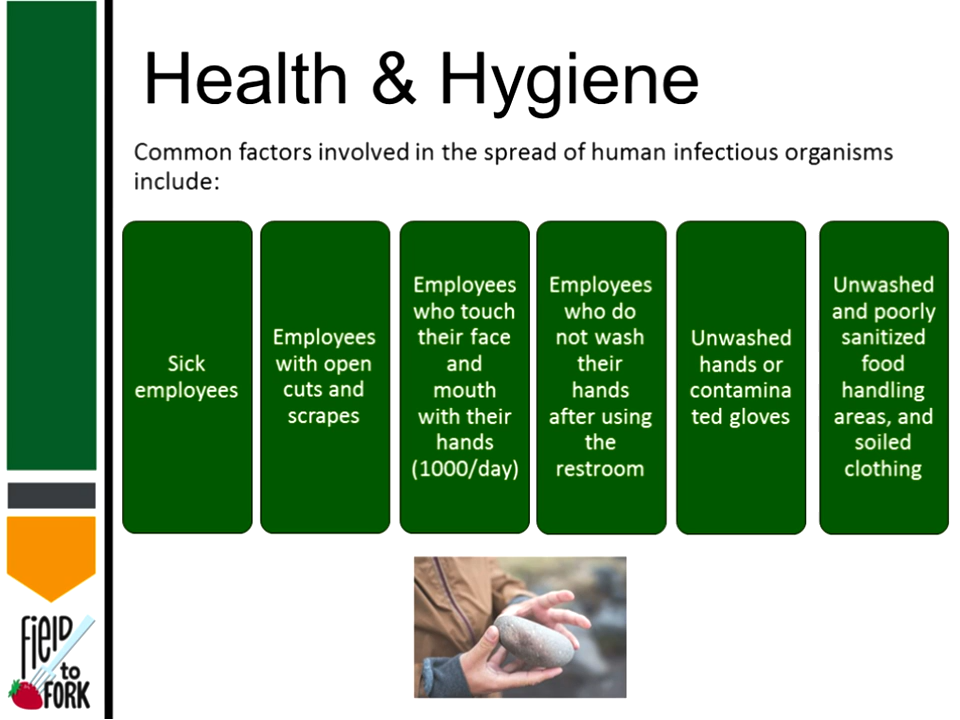 Health & Hygiene
Common factors involved in the spread of human infectious organisms
include:
Sick
employees
Employees
with open
cuts and
scrapes
Employees
who touch
their face
and
mouth
with their
hands
(1000/day)
Employees
who do
not wash
their
hands
after using
the
restroom
Unwashed
hands or
contamina
ted gloves
Unwashed
and poorly
sanitized
food
handling
areas, and
soiled
clothing
FiELD
to
FORK